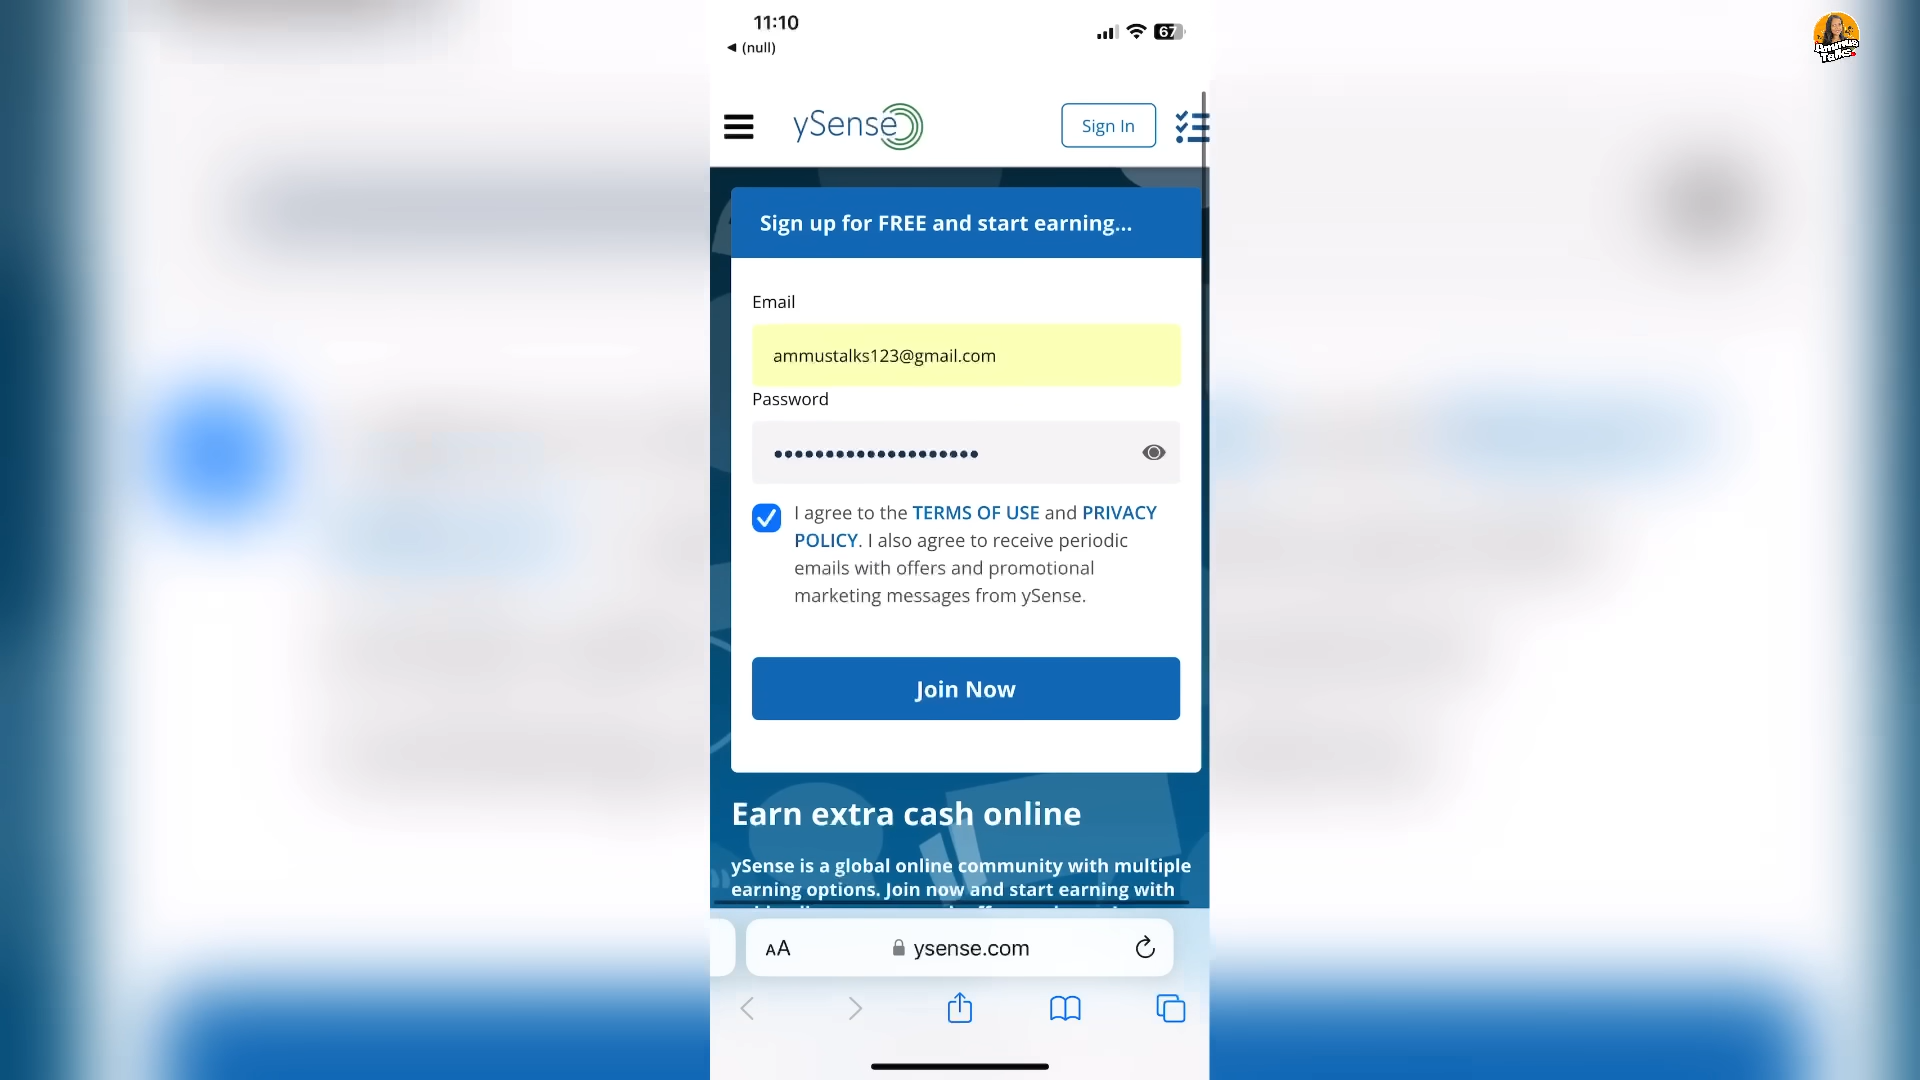 11:10
67
◀ (null)
Ammus
Talks
ySense
Sign In
Sign up for FREE and start earning...
Email
ammustalks123@gmail.com
Password
I agree to the TERMS OF USE and PRIVACY
POLICY. I also agree to receive periodic
emails with offers and promotional
marketing messages from ySense.
Join Now
Earn extra cash online
ySense is a global online community with multiple
earning options. Join now and start earning with
AA
ysense.com